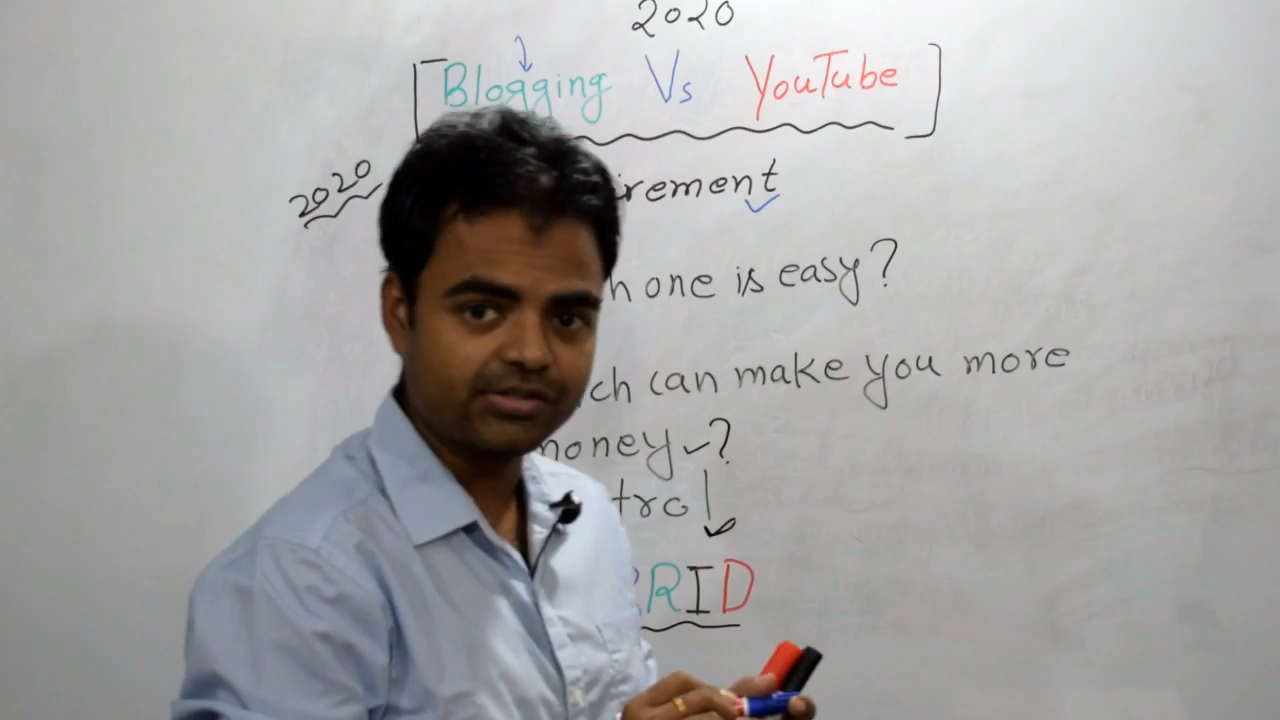 2020
[Blogging Vs YouTube]
2020
irement
h one is easy?
ch can make you more
money ?
trol
RID